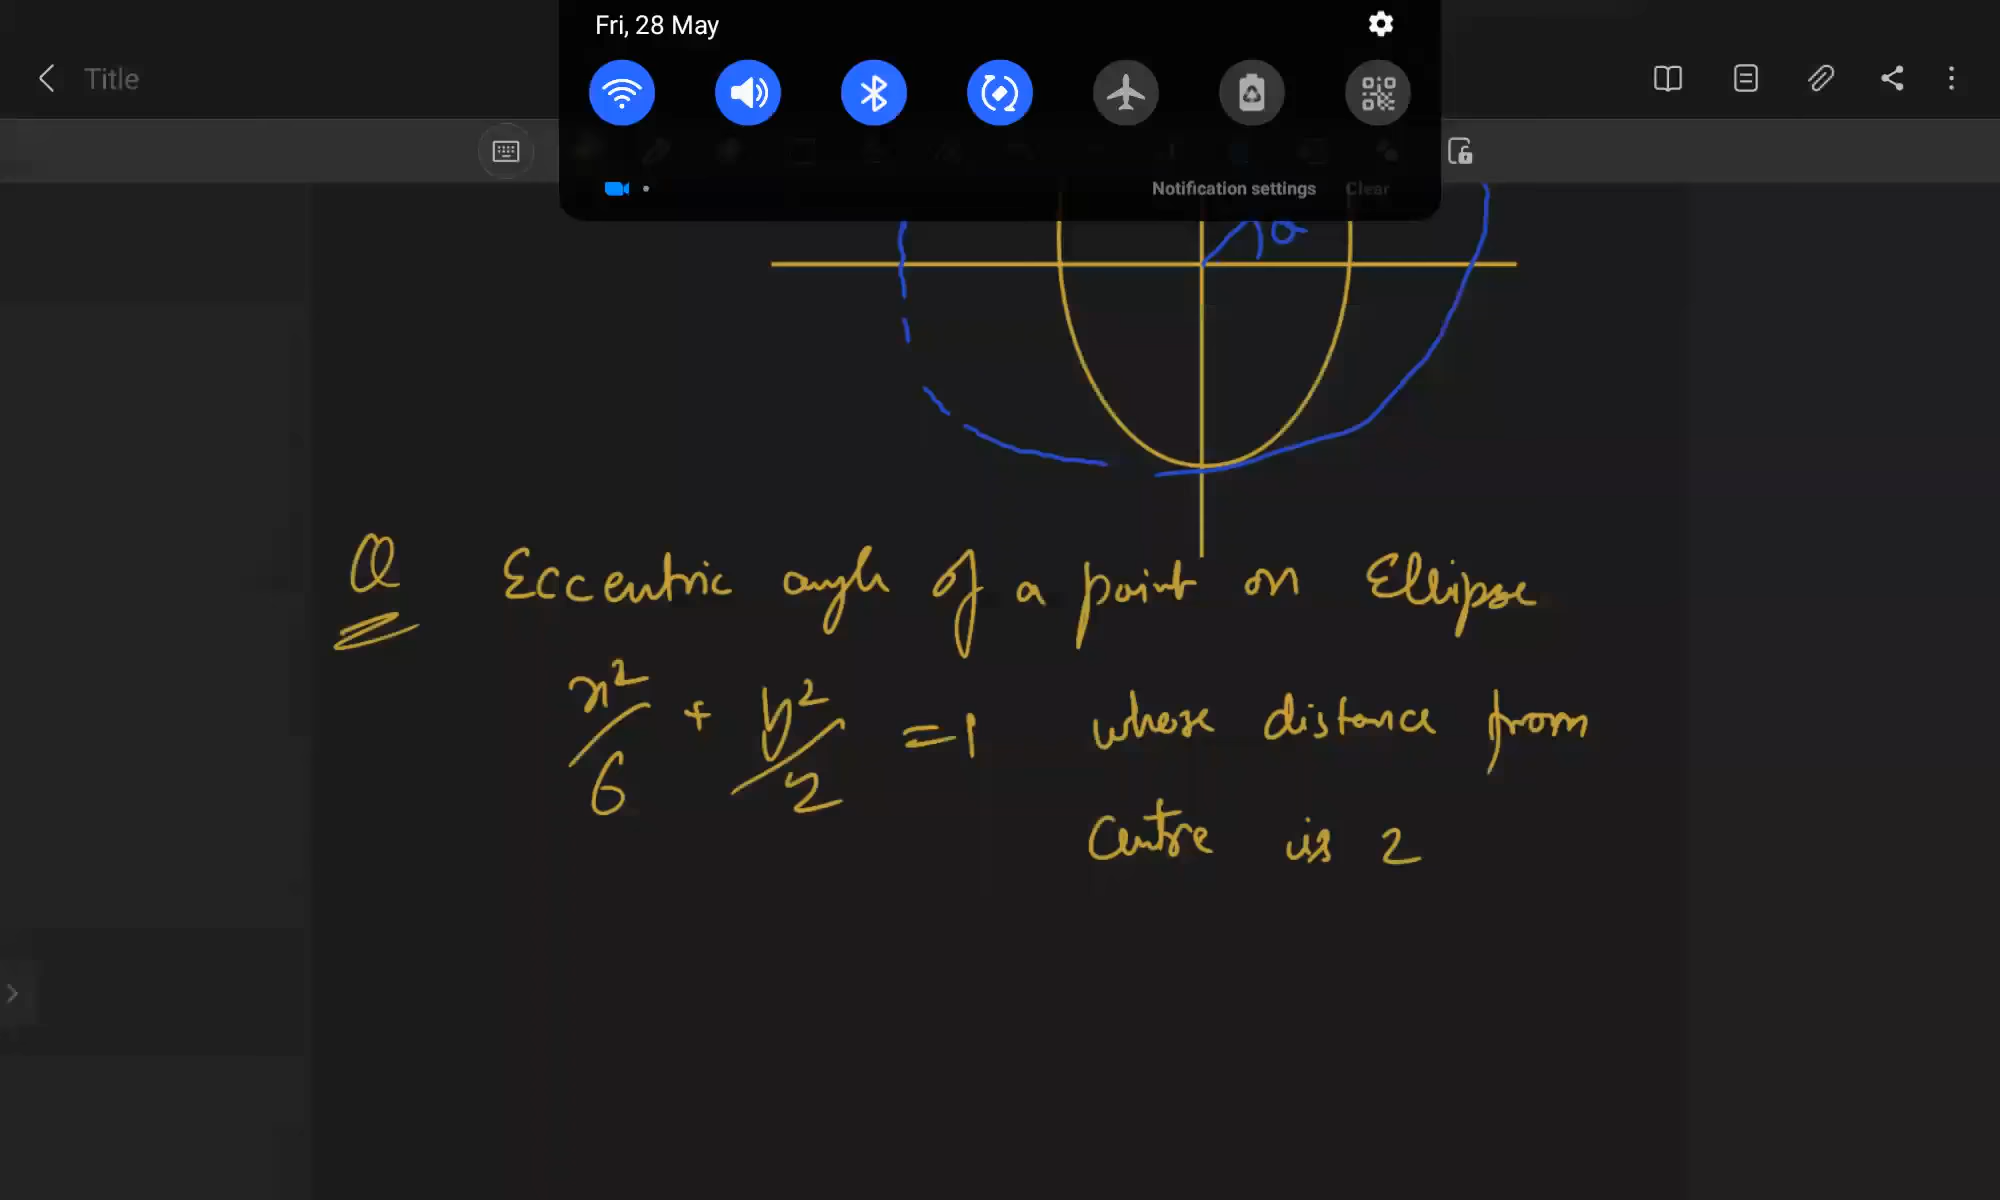 Fri, 28 May
Title
Notification settings
Clear
α
Q Eccentric angle of a point on Ellipse
x²/6 + y²/2 = 1 whose distance from
Centre is 2